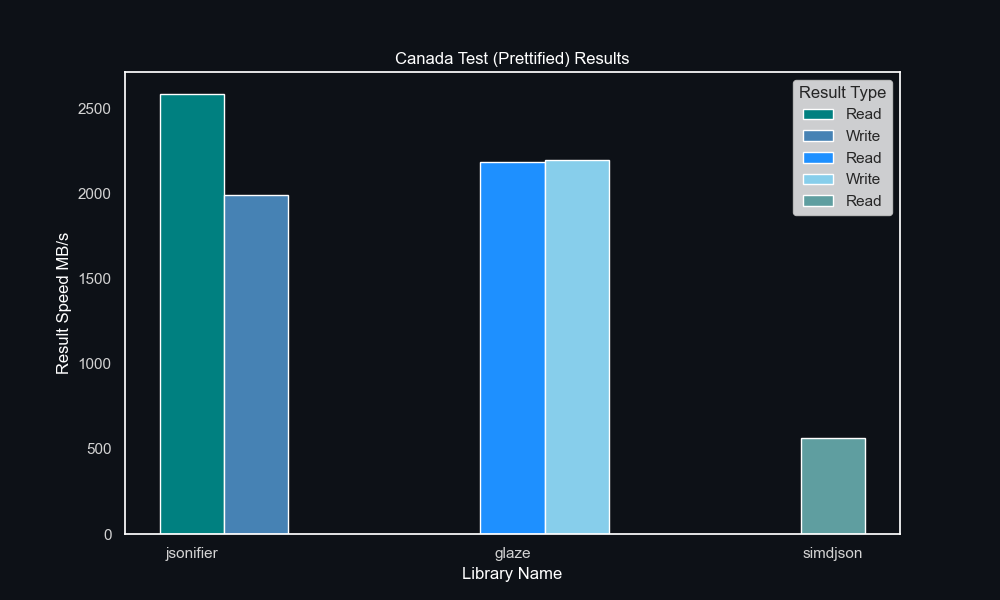 Canada Test (Prettified) Results
Result Type
Read
Write
Read
Write
Read
Result Speed MB/s
2500
2000
1500
1000
500
0
jsonifier
glaze
simdjson
Library Name